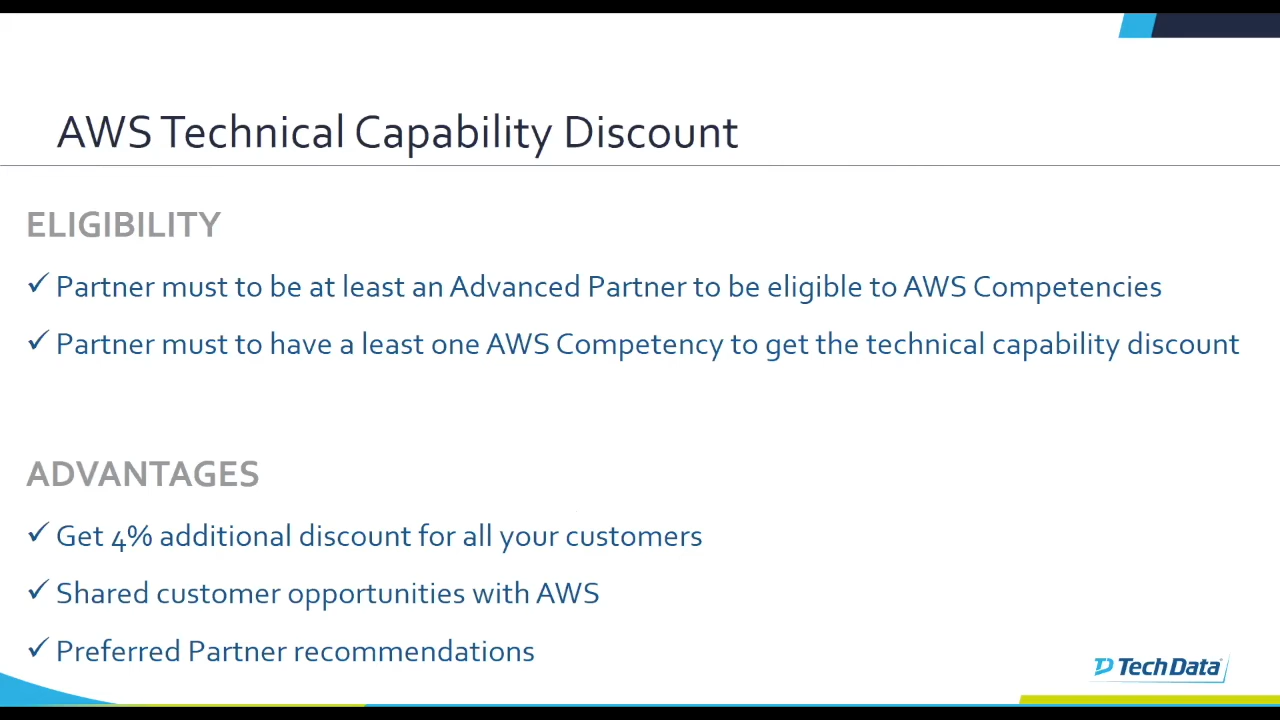 AWS Technical Capability Discount
ELIGIBILITY
✓ Partner must to be at least an Advanced Partner to be eligible to AWS Competencies
✓ Partner must to have a least one AWS Competency to get the technical capability discount
ADVANTAGES
✓ Get 4% additional discount for all your customers
✓ Shared customer opportunities with AWS
✓ Preferred Partner recommendations
Tech Data